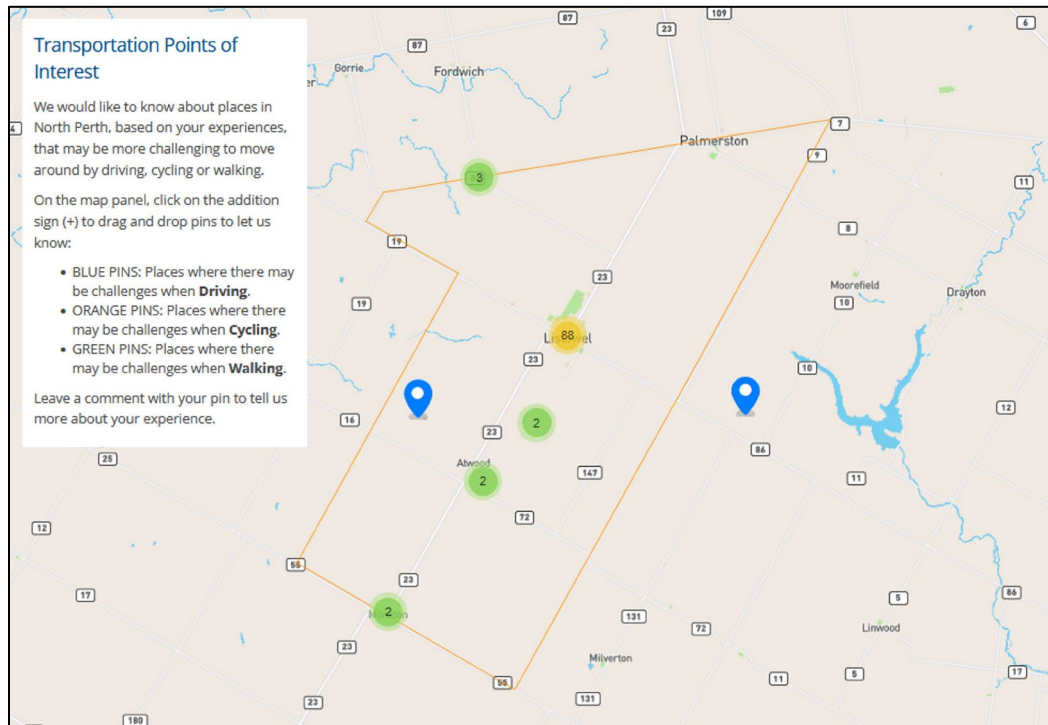 Transportation Points of
Interest
We would like to know about places in
North Perth, based on your experiences,
that may be more challenging to move
around by driving, cycling or walking.
On the map panel, click on the addition
sign (+) to drag and drop pins to let us
know:
• BLUE PINS: Places where there may
be challenges when Driving.
• ORANGE PINS: Places where there
may be challenges when Cycling.
• GREEN PINS: Places where there
may be challenges when Walking.
Leave a comment with your pin to tell us
more about your experience.
87
109
23
6
87
Gorrie
Fordwich
4
7
Palmerston
9
3
11
8
19
23
Moorefield
10
Drayton
19
88
23
10
16
2
12
23
86
25
Atwood
147
11
2
72
12
55
23
86
17
2
5
131
72
Linwood
23
Milverton
17
5
55
11
23
131
180